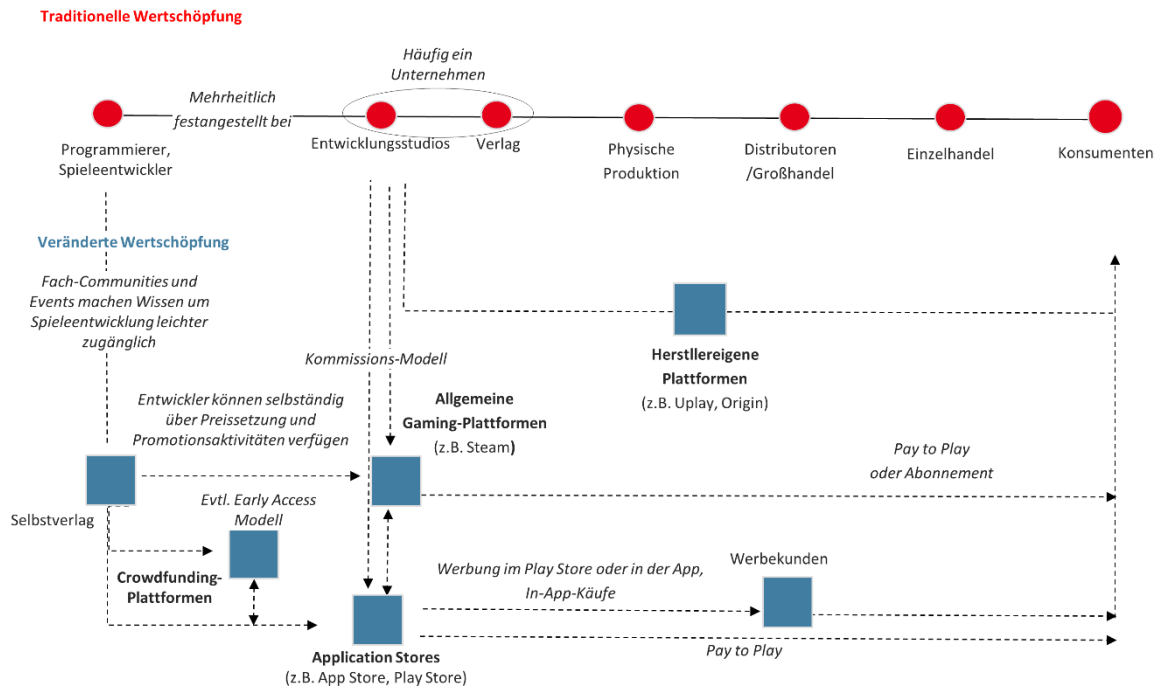 Traditionelle Wertschöpfung
Häufig ein
Unternehmen
Mehrheitlich
festangestellt bei
Programmierer,
Spieleentwickler
Entwicklungsstudios
Verlag
Physische
Produktion
Distributoren
/Großhandel
Einzelhandel
Konsumenten
Veränderte Wertschöpfung
Fach-Communities und
Events machen Wissen um
Spieleentwicklung leichter
zugänglich
Kommissions-Modell
Herstllereigene
Plattformen
(z.B. Uplay, Origin)
Entwickler können selbständig
über Preissetzung und
Promotionsaktivitäten verfügen
Allgemeine
Gaming-Plattformen
(z.B. Steam)
Pay to Play
oder Abonnement
Selbstverlag
Evtl. Early Access
Modell
Crowdfunding-
Plattformen
Werbung im Play Store oder in der App,
In-App-Käufe
Werbekunden
Pay to Play
Application Stores
(z.B. App Store, Play Store)